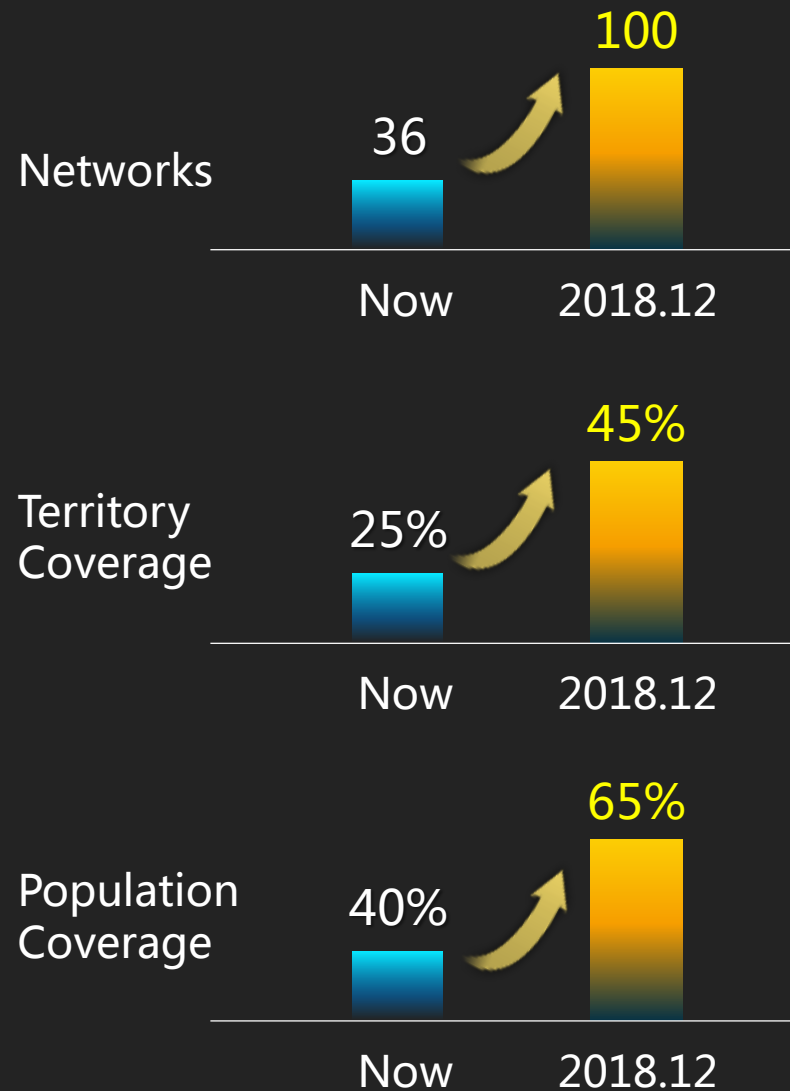 100
36
Networks
Now 2018.12
45%
25%
Territory
Coverage
Now 2018.12
65%
40%
Population
Coverage
Now 2018.12